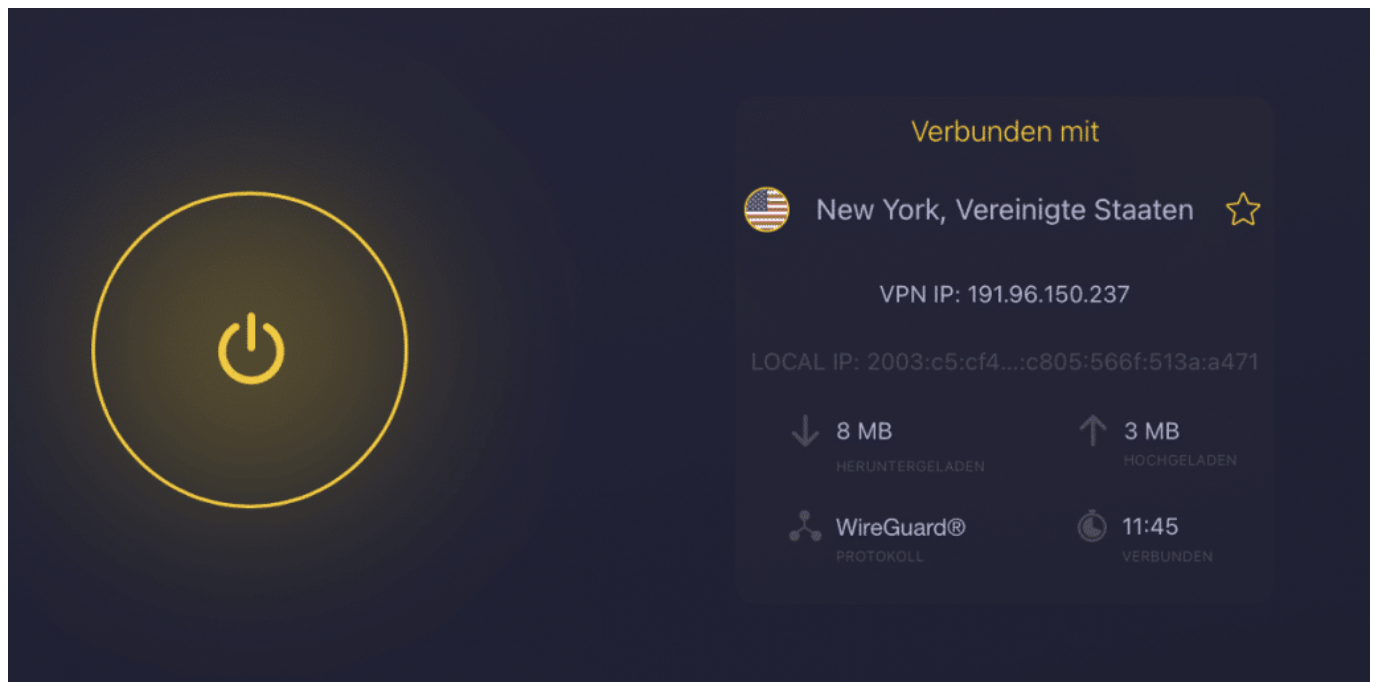 Verbunden mit
New York, Vereinigte Staaten
VPN IP: 191.96.150.237
LOCAL IP: 2003:c5:cf4...:c805:566f:513a:a471
8 MB
HERUNTERGELADEN
3 MB
HOCHGELADEN
WireGuard®
PROTOKOLL
11:45
VERBUNDEN